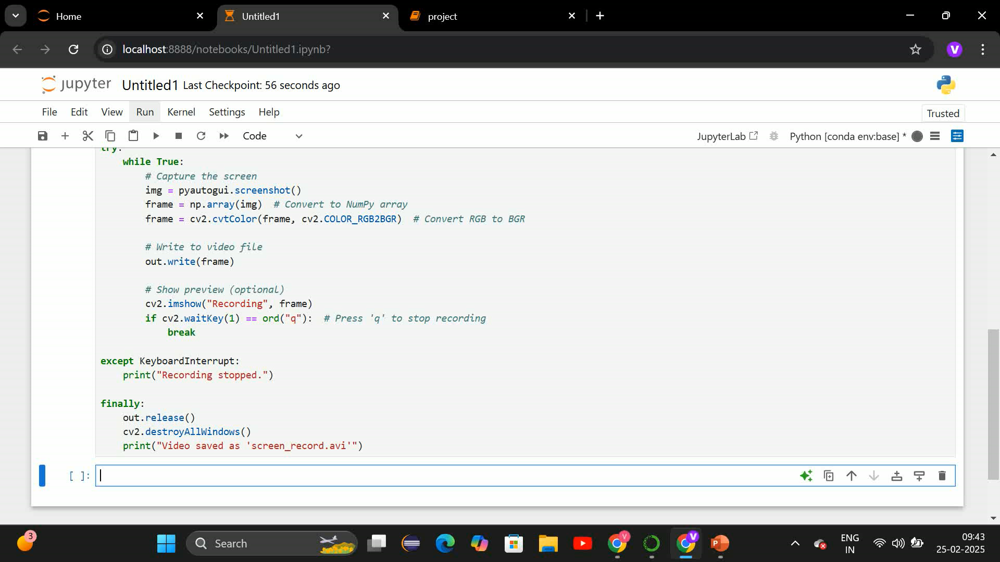 Home
Untitled1
project
localhost:8888/notebooks/Untitled1.ipynb?
V
jupyter Untitled1 Last Checkpoint: 56 seconds ago
File Edit View Run Kernel Settings Help
Trusted
Code
JupyterLab
Python [conda env:base] *
try:
while True:
# Capture the screen
img = pyautogui.screenshot()
frame = np.array(img)  # Convert to NumPy array
frame = cv2.cvtColor(frame, cv2.COLOR_RGB2BGR)  # Convert RGB to BGR
# Write to video file
out.write(frame)
# Show preview (optional)
cv2.imshow("Recording", frame)
if cv2.waitKey(1) == ord("q"):  # Press 'q' to stop recording
break
except KeyboardInterrupt:
print("Recording stopped.")
finally:
out.release()
cv2.destroyAllWindows()
print("Video saved as 'screen_record.avi'")
[ ]:
3
Search
V
V
P
ENG
IN
09:43
25-02-2025